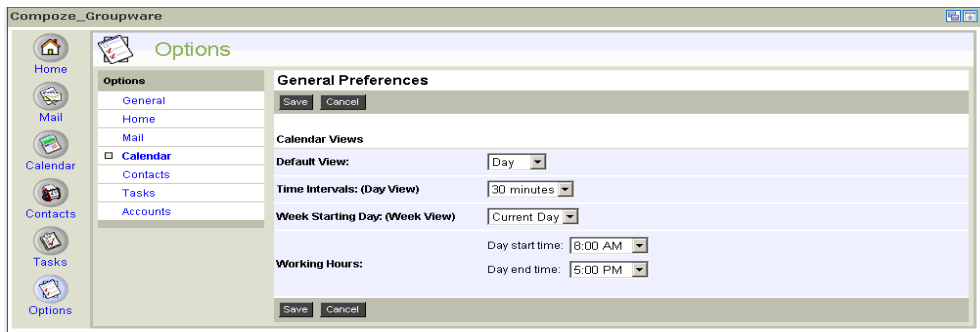 Compoze_Groupware
Home
Mail
Calendar
Contacts
Tasks
Options
Options
Options
General
Home
Mail
Calendar
Contacts
Tasks
Accounts
General Preferences
Save Cancel
Calendar Views
Default View: Day
Time Intervals: (Day View) 30 minutes
Week Starting Day: (Week View) Current Day
Working Hours:
Day start time: 8:00 AM
Day end time: 5:00 PM
Save Cancel